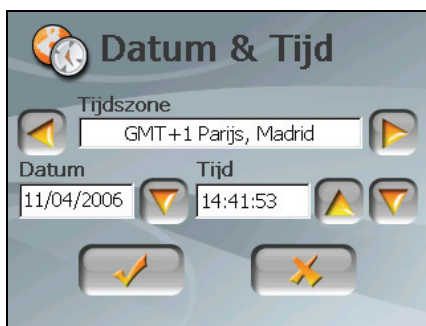 Datum & Tijd
Tijdszone
GMT+1 Parijs, Madrid
Datum Tijd
11/04/2006 14:41:53